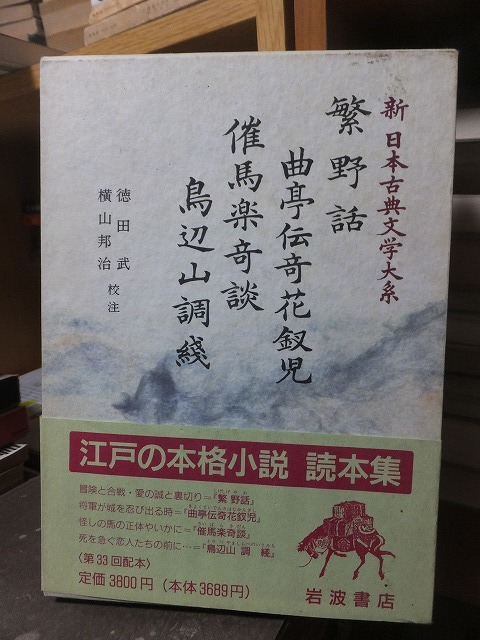 新 日本古典文学大系
繁野話
曲亭伝奇花釵児
催馬楽奇談
鳥辺山調綫
徳田武
横山邦治 校注
江戸の本格小説 読本集
冒険と合戦・愛の誠と裏切り=『繁野話』
将軍が城を忍び出る時=『曲亭伝奇花釵児』
怪しの馬の正体やいかに=『催馬楽奇談』
死を急ぐ恋人たちの前に…=『鳥辺山調綫』
〈第33回配本〉
定価3800円(本体3689円)
岩波書店